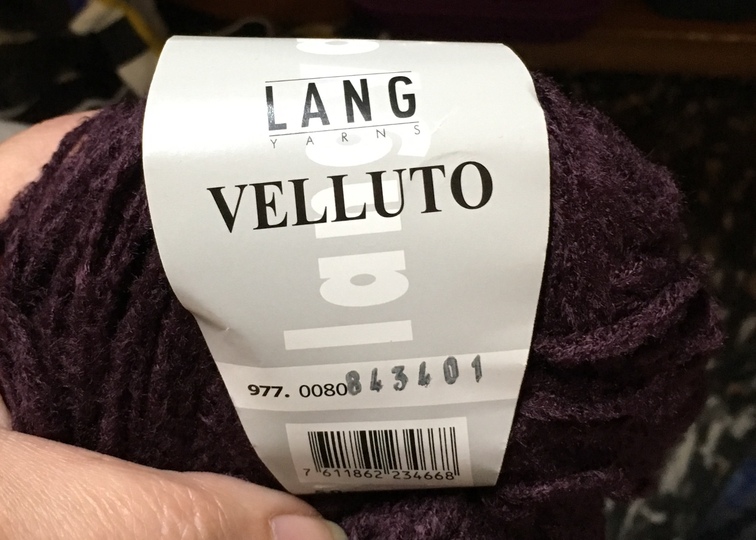 LANG
YARNS
VELLUTO
977. 0080 843401
7 611862 234668